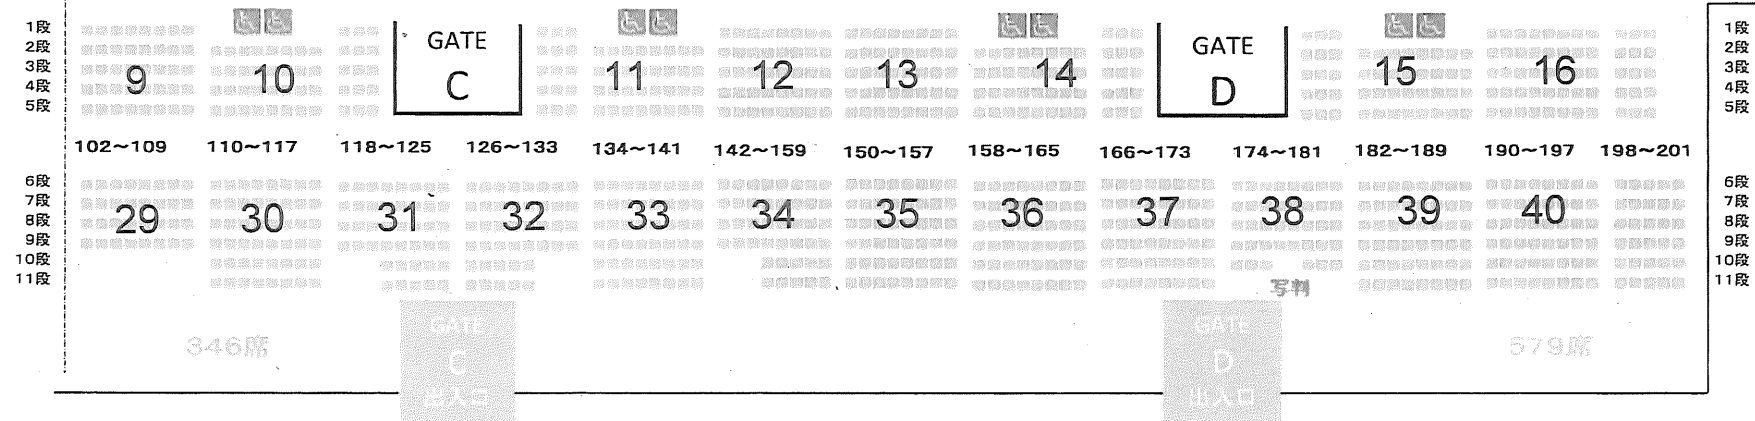 1段
2段
3段
4段
5段
9
10
GATE
C
11
12
13
14
GATE
D
15
16
1段
2段
3段
4段
5段
102～109
110～117
118～125
126～133
134～141
142～159
150～157
158～165
166～173
174～181
182～189
190～197
198～201
6段
7段
8段
9段
10段
11段
29
30
31
32
33
34
35
36
37
38
39
40
6段
7段
8段
9段
10段
11段
写判
346席
GATE
C
出入口
GATE
D
出入口
579席